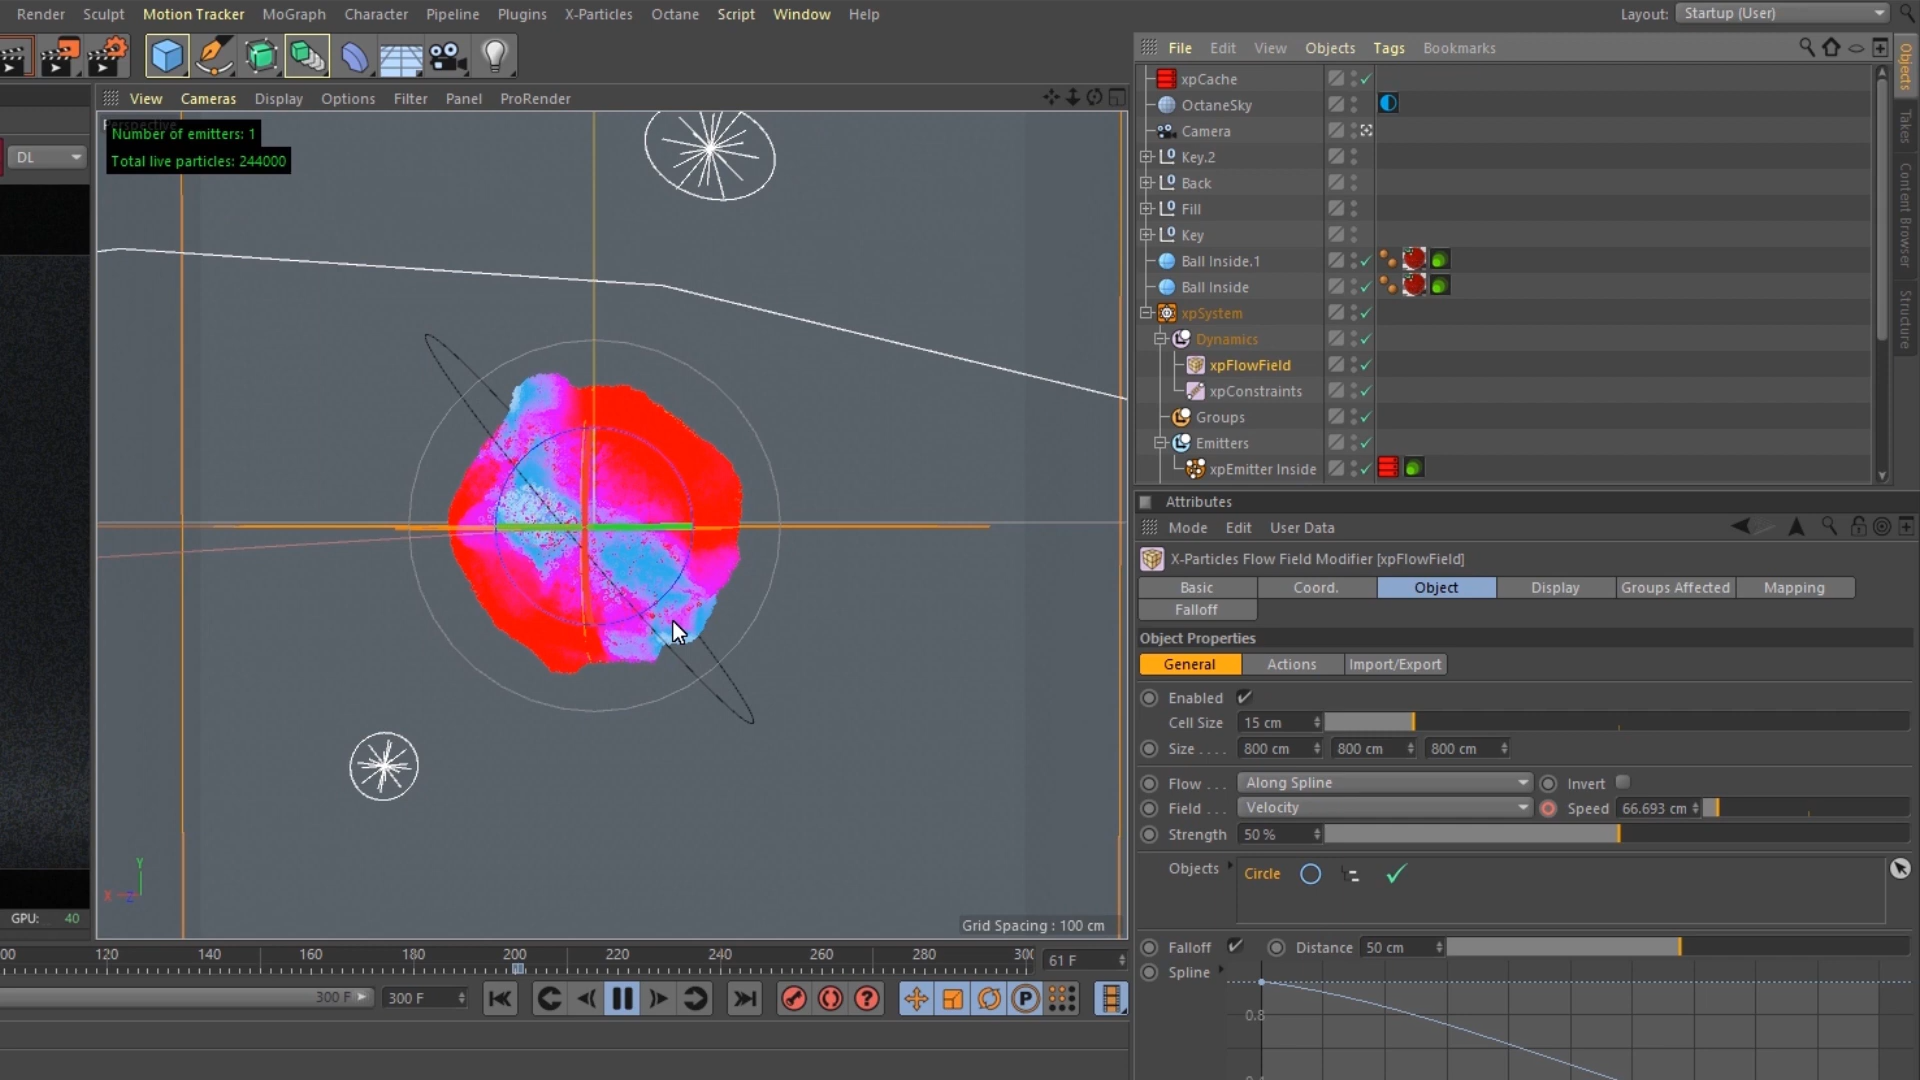 Render Sculpt Motion Tracker MoGraph Character Pipeline Plugins X-Particles Octane Script Window Help
Layout: Startup (User)
File Edit View Objects Tags Bookmarks
View Cameras Display Options Filter Panel ProRender
Number of emitters: 1
Total live particles: 244000
DL
xpCache
OctaneSky
Camera
Key.2
Back
Fill
Key
Ball Inside.1
Ball Inside
xpSystem
Dynamics
xpFlowField
xpConstraints
Groups
Emitters
xpEmitter Inside
Objects
Takes
Content Browser
Structure
Attributes
Mode Edit User Data
X-Particles Flow Field Modifier [xpFlowField]
Basic Coord. Object Display Groups Affected Mapping
Falloff
Object Properties
General Actions Import/Export
Enabled
Cell Size 15 cm
Size . . . . 800 cm 800 cm 800 cm
Flow . . . Along Spline Invert
Field . . . Velocity Speed 66.693 cm
Strength 50 %
Objects Circle
Falloff Distance 50 cm
Spline
0.8
Y
X Z
GPU: 40
Grid Spacing : 100 cm
00 120 140 160 180 200 220 240 260 280 300
61 F
300 F 300 F